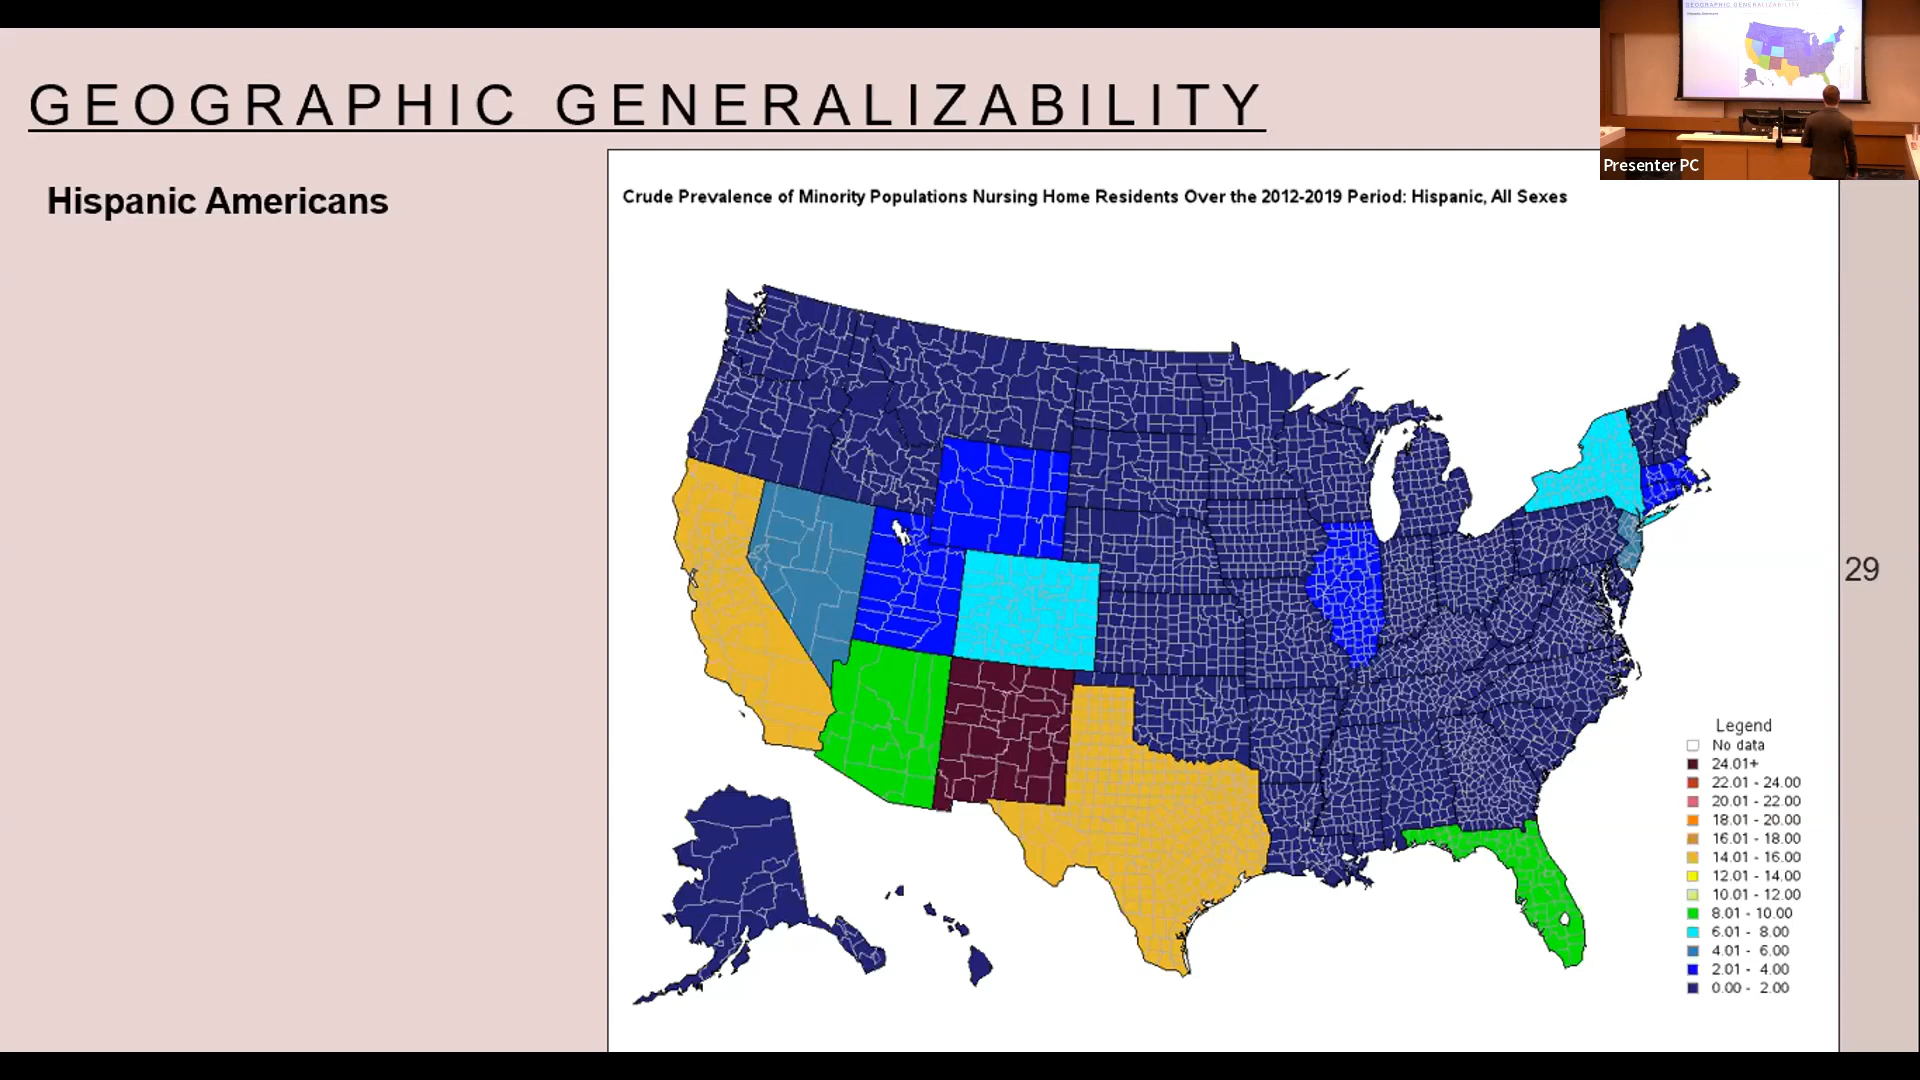 GEOGRAPHIC GENERALIZABILITY
Hispanic Americans
Crude Prevalence of Minority Populations Nursing Home Residents Over the 2012-2019 Period: Hispanic, All Sexes
Legend
No data
24.01+
22.01 - 24.00
20.01 - 22.00
18.01 - 20.00
16.01 - 18.00
14.01 - 16.00
12.01 - 14.00
10.01 - 12.00
8.01 - 10.00
6.01 - 8.00
4.01 - 6.00
2.01 - 4.00
0.00 - 2.00
29
GEOGRAPHIC GENERALIZABILITY
Presenter PC